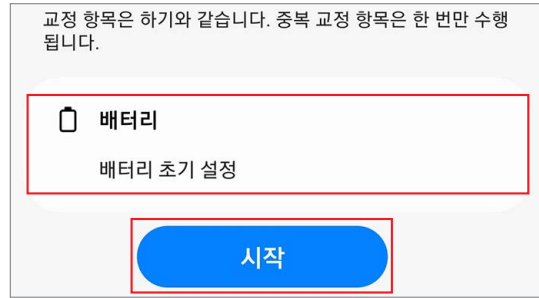 교정 항목은 하기와 같습니다. 중복 교정 항목은 한 번만 수행
됩니다.
배터리
배터리 초기 설정
시작